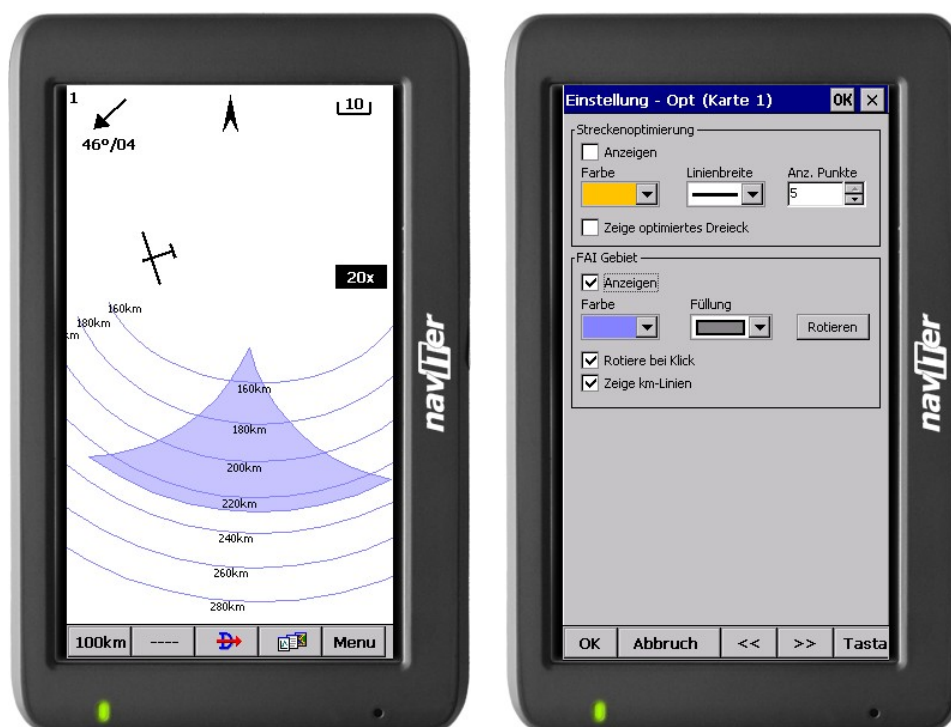 1
10
46°/04
20x
160km
180km
m
160km
180km
200km
220km
240km
260km
280km
100km
----
D
Menu
naviter
Einstellung - Opt (Karte 1)
OK
Streckenoptimierung
Anzeigen
Farbe
Linienbreite
Anz. Punkte
5
Zeige optimiertes Dreieck
FAI Gebiet
Anzeigen
Farbe
Füllung
Rotieren
Rotiere bei Klick
Zeige km-Linien
OK
Abbruch
<<
>>
Tasta
naviter